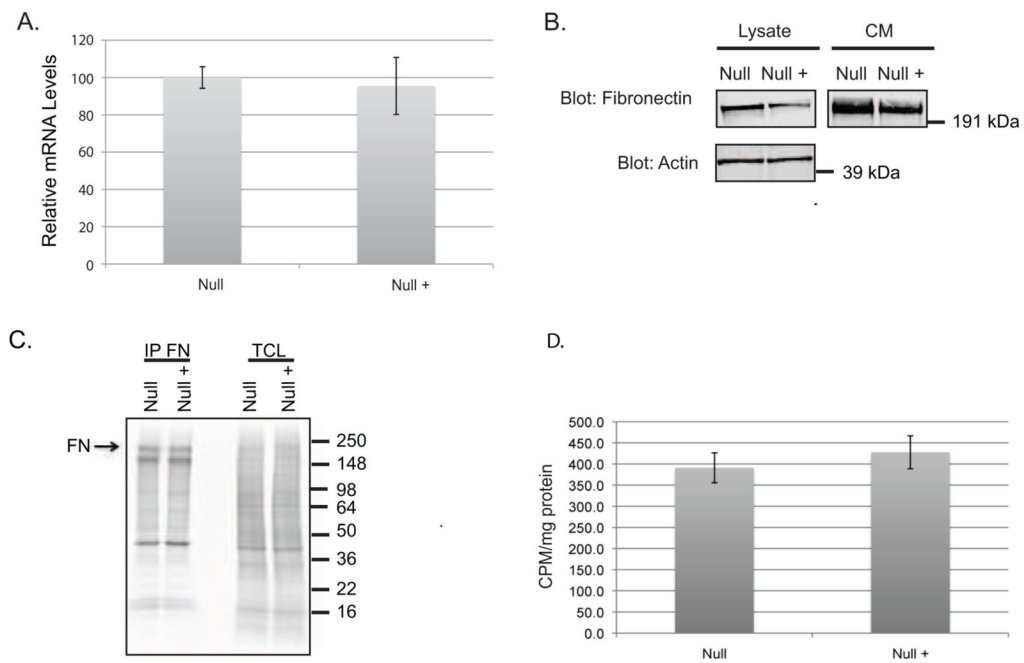 A.
120
100
80
60
40
20
0
Relative mRNA Levels
Null Null +
B.
Lysate CM
Null Null + Null Null +
Blot: Fibronectin
191 kDa
Blot: Actin
39 kDa
C.
IP FN TCL
Null Null + Null Null +
FN
250
148
98
64
50
36
22
16
D.
500.0
450.0
400.0
350.0
300.0
250.0
200.0
150.0
100.0
50.0
0.0
CPM/mg protein
Null Null +